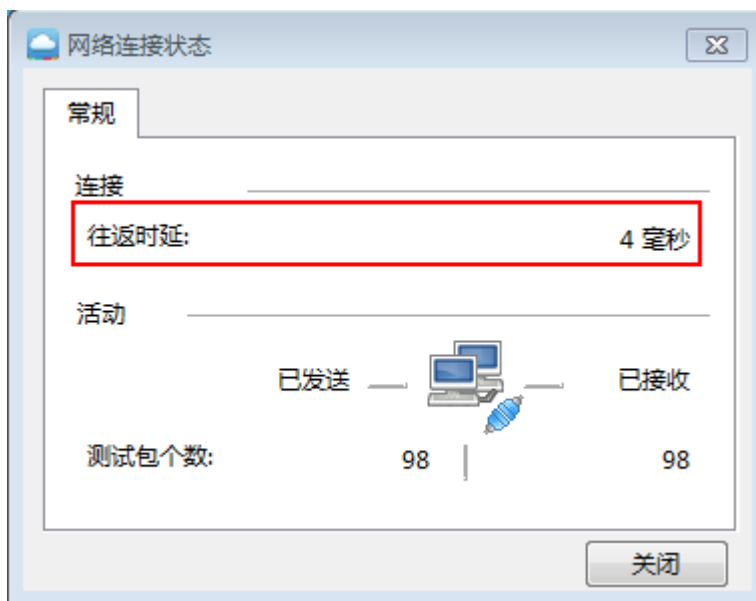 网络连接状态
常规
连接
往返时延: 4 毫秒
活动
已发送 已接收
测试包个数: 98 98
关闭